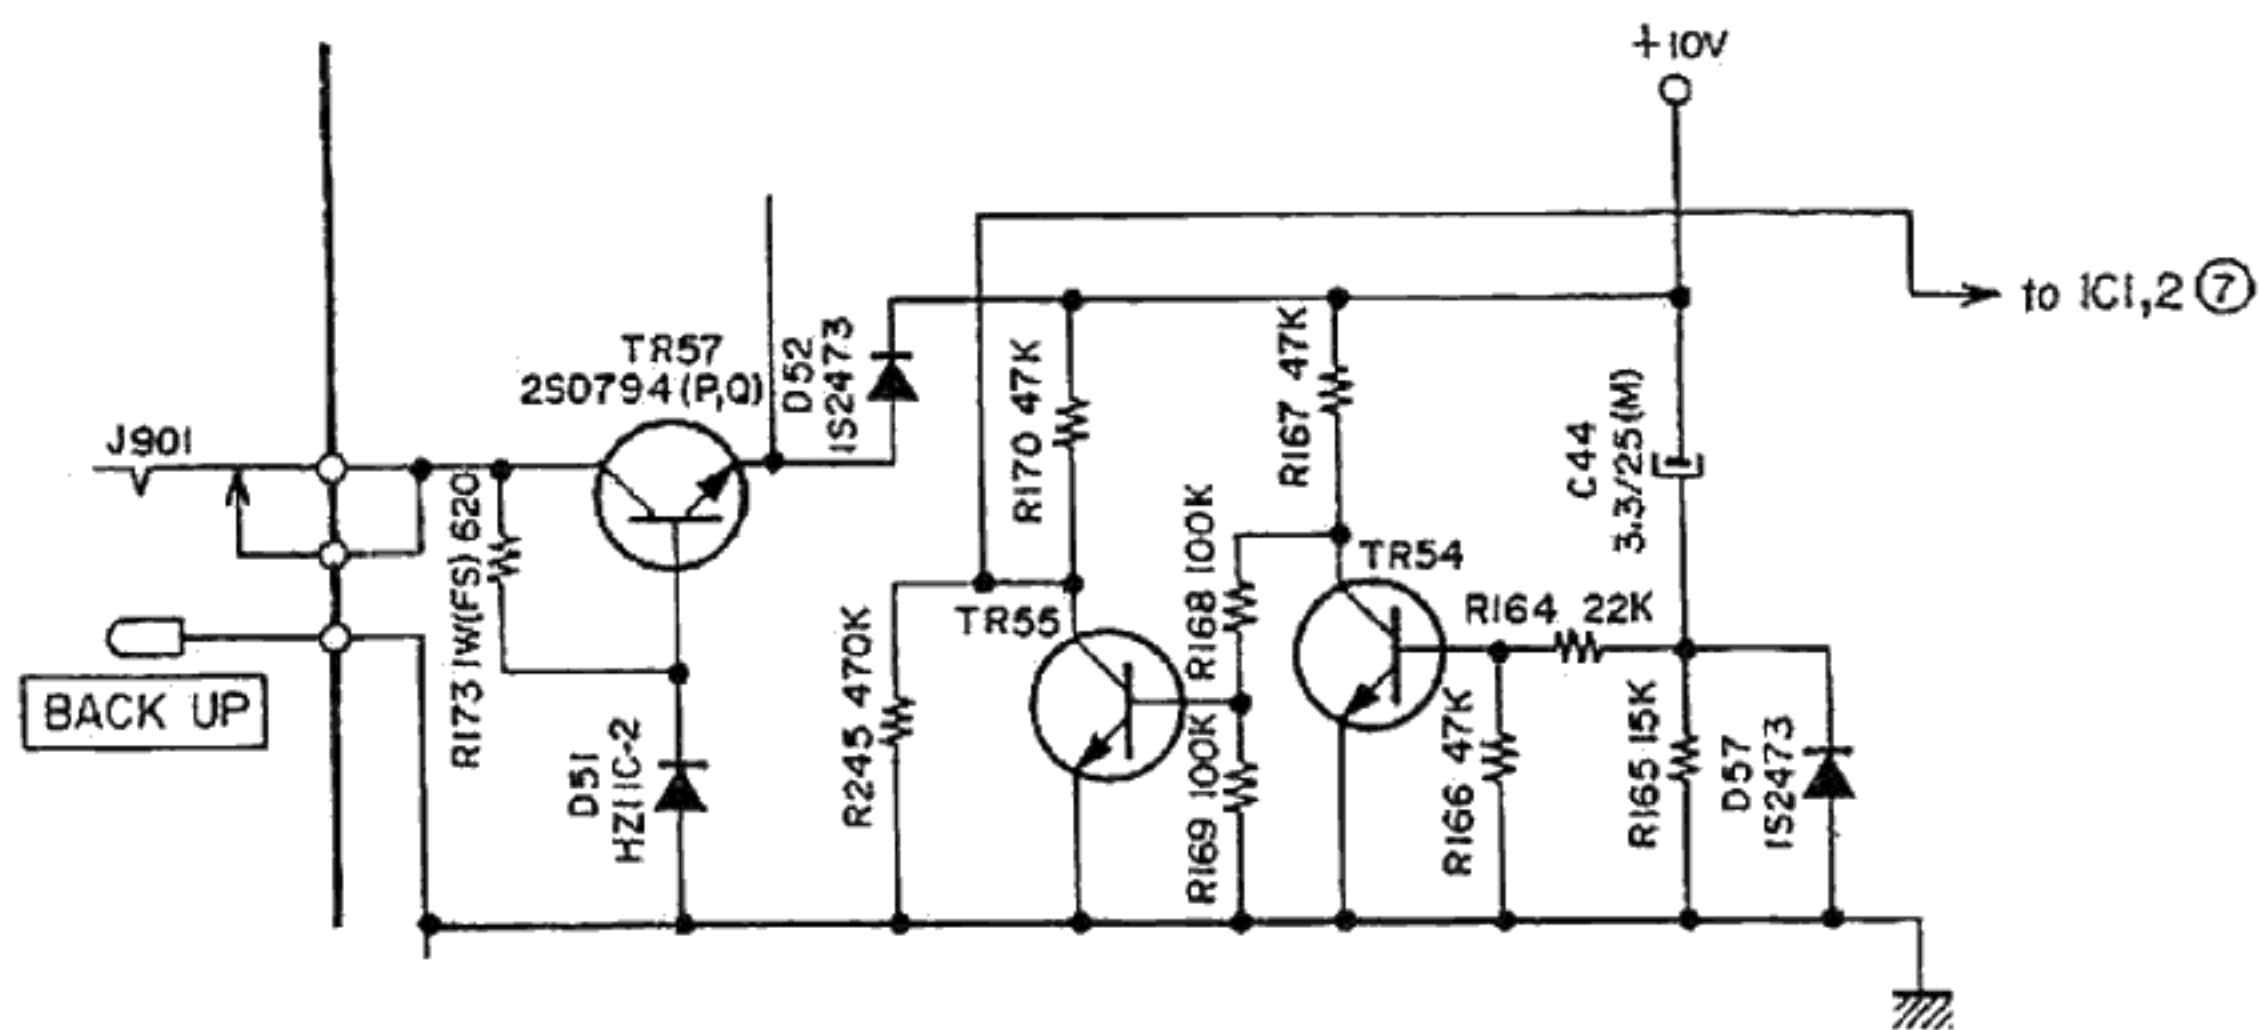 +10V
to IC1,2 ⑦
TR57
2SD794(P,Q)
D52
1S2473
J901
R173 1W(FS) 620
R170 47K
R167 47K
C44
3.3/25(M)
TR54
R168 100K
R164 22K
TR55
BACK UP
D51
HZ11C-2
R245 470K
R169 100K
R166 47K
R165 15K
D57
1S2473